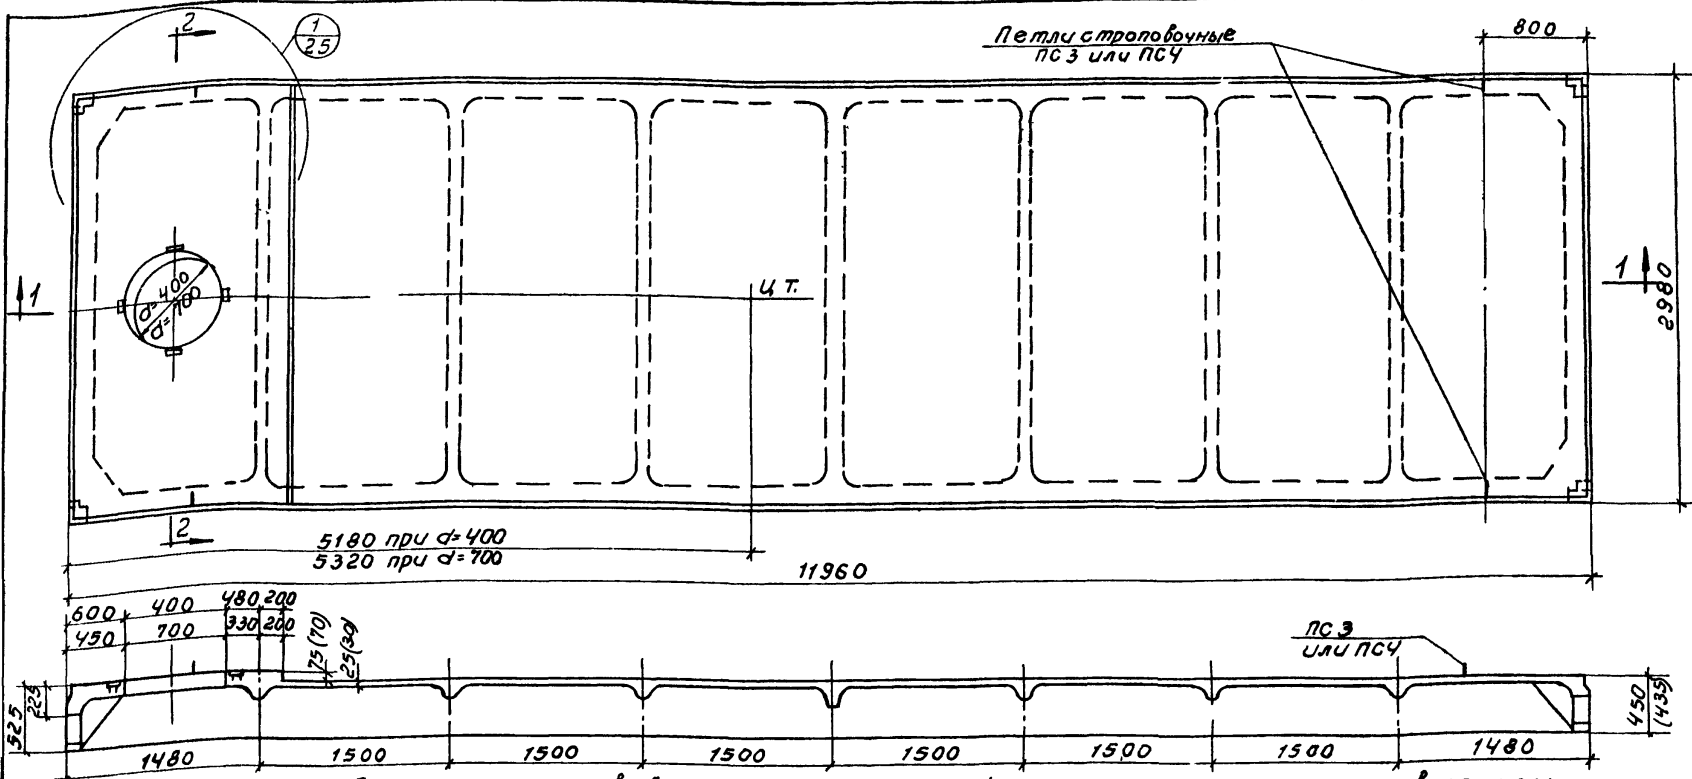 2
1
25
Петли строповочные
ПС3 или ПС4
800
d=400
d=700
1
Ц.Т.
1
2980
2
5180 при d=400
5320 при d=700
11960
600 400 480 200
450 700 330 200
75(70)
25(30)
ПС3
или ПС4
525
225
450
(435)
1480 1500 1500 1500 1500 1500 1500 1480